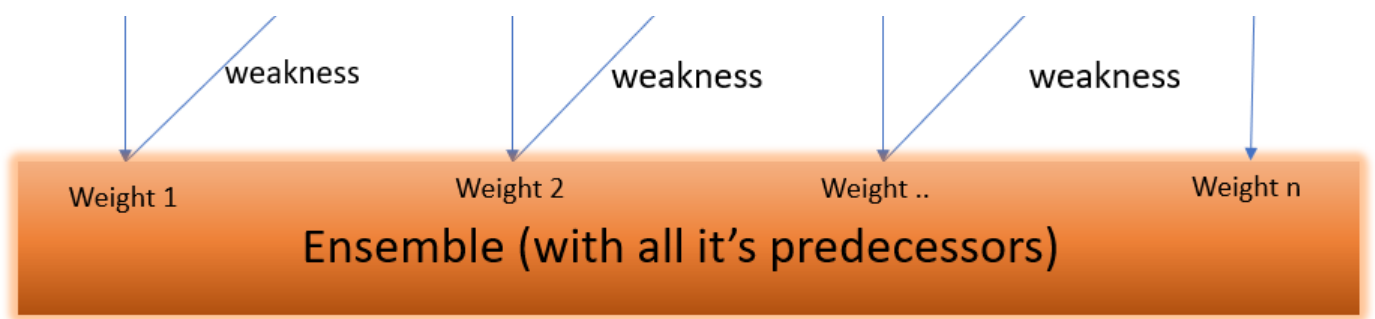 weakness
weakness
weakness
Weight 1
Weight 2
Weight ..
Weight n
Ensemble (with all it's predecessors)